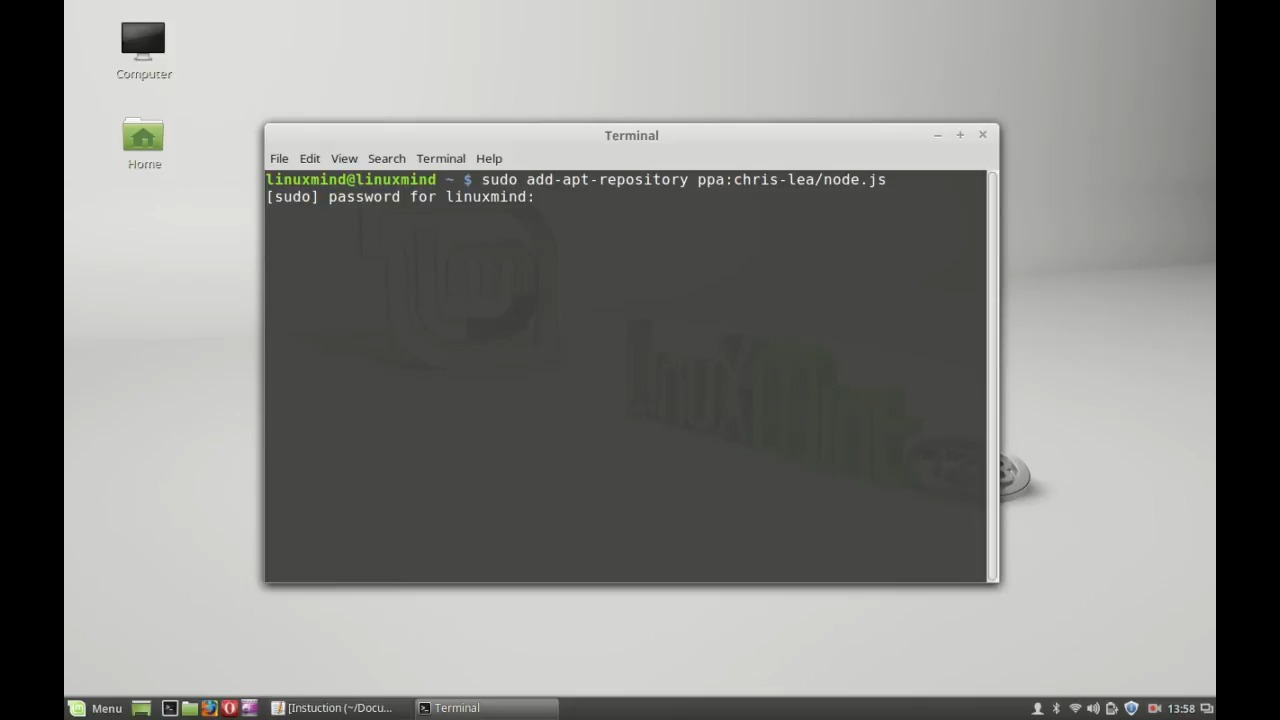 Computer
Home
Terminal
File Edit View Search Terminal Help
linuxmind@linuxmind ~ $ sudo add-apt-repository ppa:chris-lea/node.js
[sudo] password for linuxmind:
Menu
[Instuction (~/Docu...
Terminal
13:58